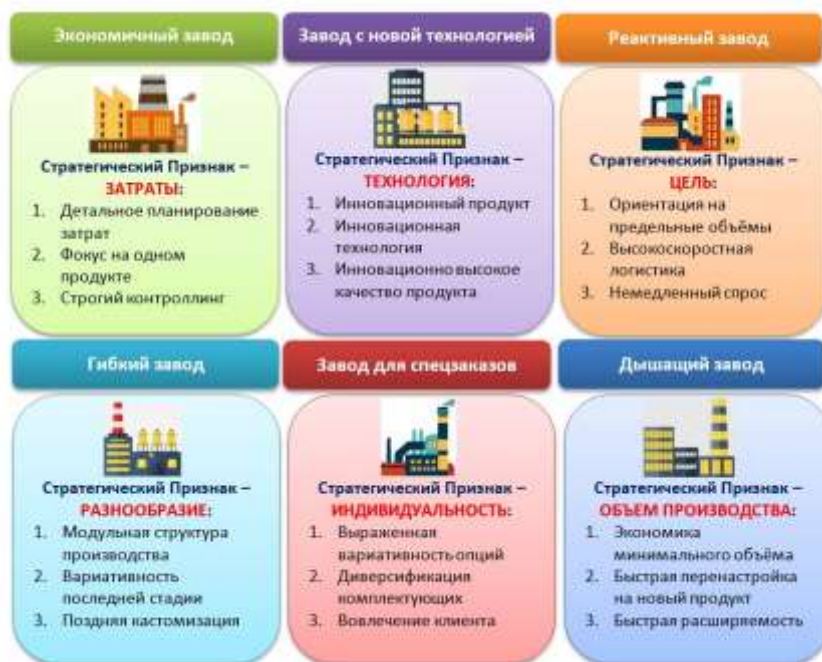 Экономичный завод
Стратегический Признак –
ЗАТРАТЫ:
1. Детальное планирование
затрат
2. Фокус на одном
продукте
3. Строгий контроллинг
Завод с новой технологией
Стратегический Признак –
ТЕХНОЛОГИЯ:
1. Инновационный продукт
2. Инновационная
технология
3. Инновационно высокое
качество продукта
Реактивный завод
Стратегический Признак –
ЦЕЛЬ:
1. Ориентация на
предельные объёмы
2. Высокоскоростная
логистика
3. Немедленный спрос
Гибкий завод
Стратегический Признак –
РАЗНООБРАЗИЕ:
1. Модульная структура
производства
2. Вариативность
последней стадии
3. Поздняя кастомизация
Завод для спецзаказов
Стратегический Признак –
ИНДИВИДУАЛЬНОСТЬ:
1. Выраженная
вариативность опций
2. Диверсификация
комплектующих
3. Вовлечение клиента
Дышащий завод
Стратегический Признак –
ОБЪЕМ ПРОИЗВОДСТВА:
1. Экономика
минимального объёма
2. Быстрая перенастройка
на новый продукт
3. Быстрая расширяемость